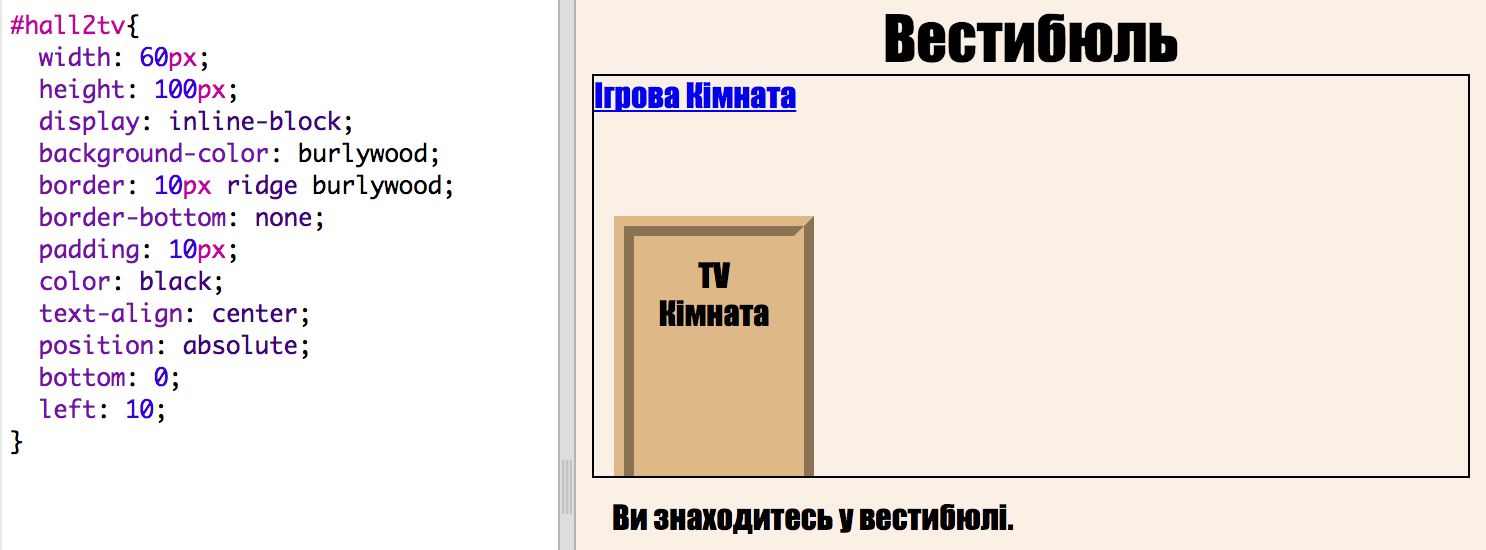 #hall2tv{
width: 60px;
height: 100px;
display: inline-block;
background-color: burlywood;
border: 10px ridge burlywood;
border-bottom: none;
padding: 10px;
color: black;
text-align: center;
position: absolute;
bottom: 0;
left: 10;
}
Вестибюль
Ігрова Кімната
TV
Кімната
Ви знаходитесь у вестибюлі.